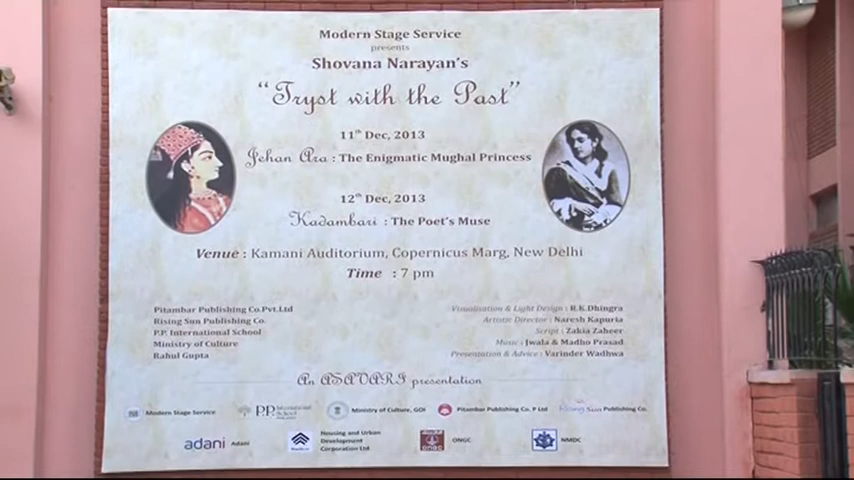 Modern Stage Service
presents
Shovana Narayan's
"Tryst with the Past"
11th Dec, 2013
Jehan Ara : The Enigmatic Mughal Princess
12th Dec, 2013
Kadambari : The Poet's Muse
Venue : Kamani Auditorium, Copernicus Marg, New Delhi
Time : 7 pm
Pitambar Publishing Co.Pvt.Ltd
Rising Sun Publishing Co.
P.P. International School
Ministry of Culture
Rahul Gupta
Visualisation & Light Design : R.K.Dhingra
Artistic Director : Naresh Kapuria
Script : Zakia Zaheer
Music : Jwala & Madho Prasad
Presentation & Advice : Varinder Wadhwa
An ASAVARI presentation
Modern Stage Service
P.P. International School
Ministry of Culture, GOI
Pitambar Publishing Co. P Ltd
Rising Sun Publishing Co.
adani Adani
Housing and Urban
Development
Corporation Ltd
ongc ONGC
NMDC